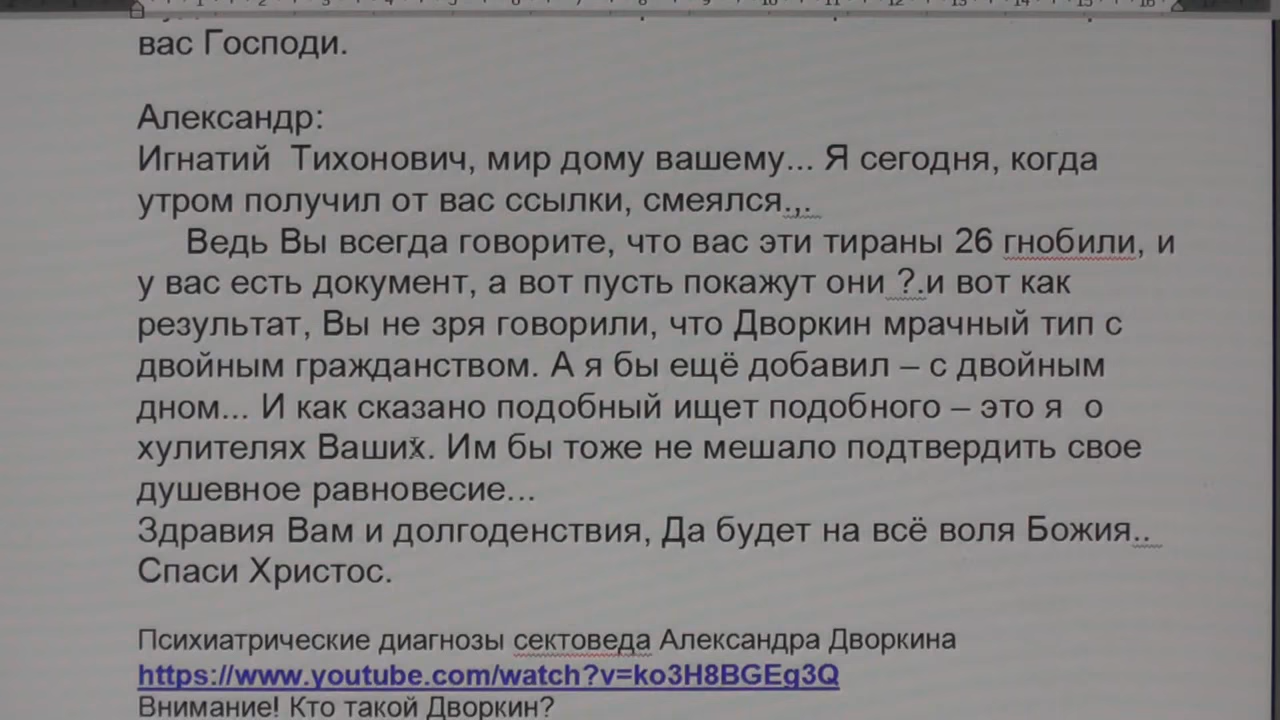 вас Господи.
Александр:
Игнатий  Тихонович, мир дому вашему... Я сегодня, когда
утром получил от вас ссылки, смеялся.,.
Ведь Вы всегда говорите, что вас эти тираны 26 гнобили, и
у вас есть документ, а вот пусть покажут они ?.и вот как
результат, Вы не зря говорили, что Дворкин мрачный тип с
двойным гражданством. А я бы ещё добавил – с двойным
дном... И как сказано подобный ищет подобного – это я  о
хулителях Ваших. Им бы тоже не мешало подтвердить свое
душевное равновесие...
Здравия Вам и долгоденствия, Да будет на всё воля Божия..
Спаси Христос.
Психиатрические диагнозы сектоведа Александра Дворкина
https://www.youtube.com/watch?v=ko3H8BGEg3Q
Внимание! Кто такой Дворкин?